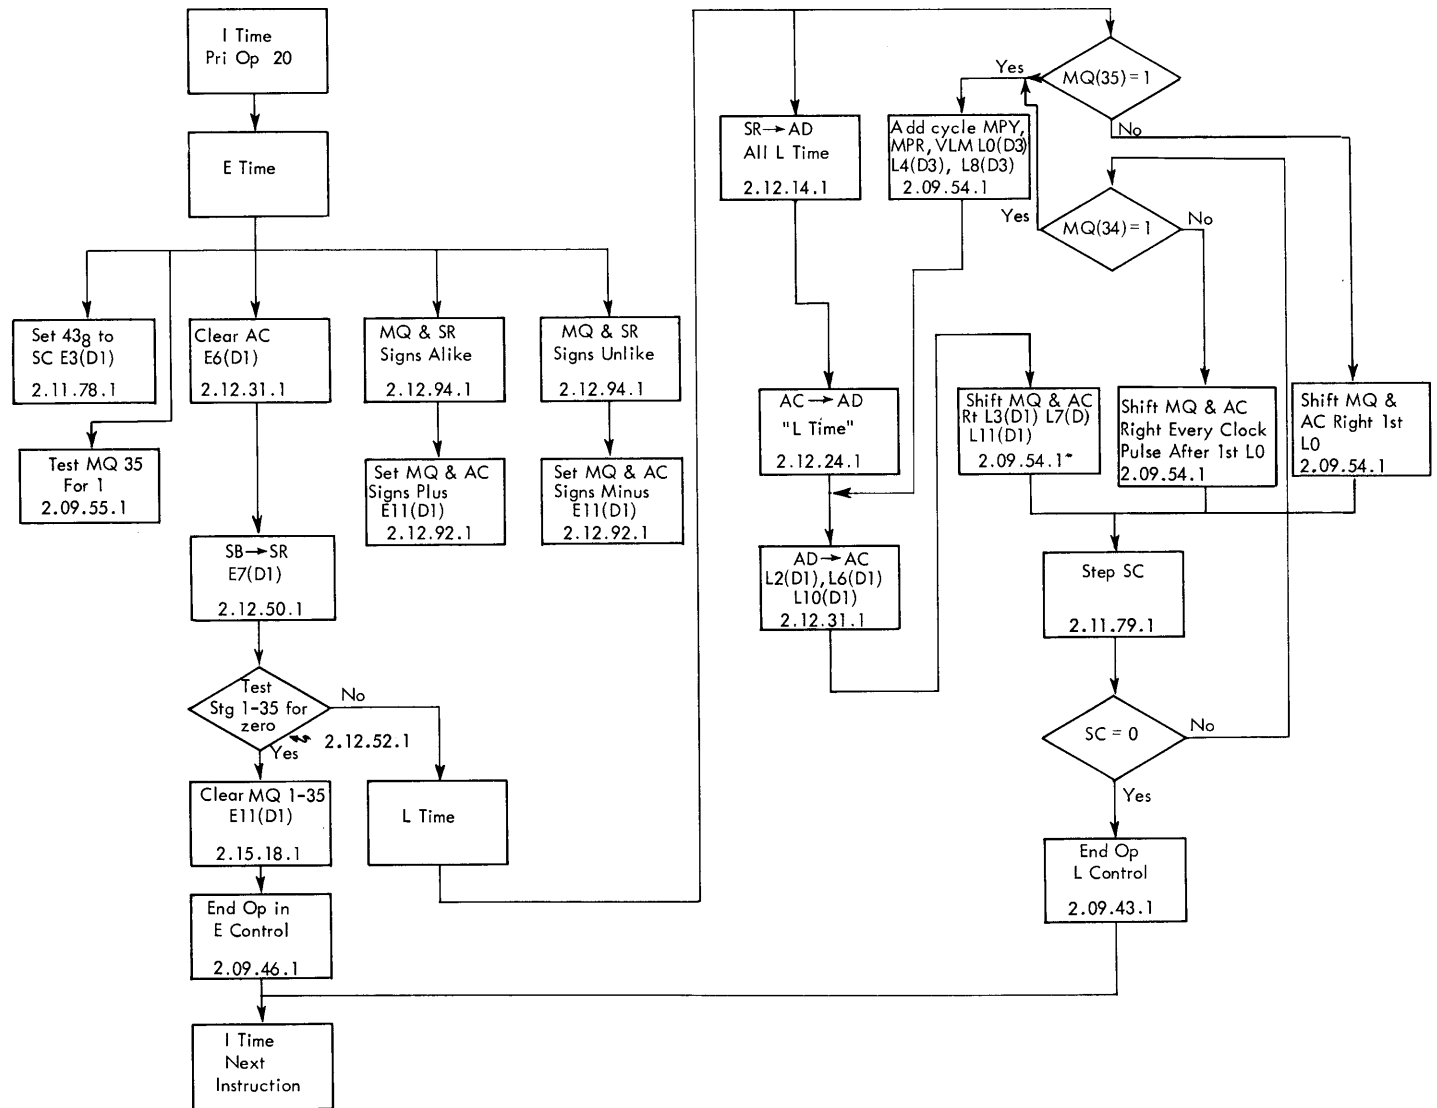 I Time
Pri Op 20
E Time
Set 43₈ to
SC E3(D1)
2.11.78.1
Test MQ 35
For 1
2.09.55.1
Clear AC
E6(D1)
2.12.31.1
MQ & SR
Signs Alike
2.12.94.1
MQ & SR
Signs Unlike
2.12.94.1
Set MQ & AC
Signs Plus
E11(D1)
2.12.92.1
Set MQ & AC
Signs Minus
E11(D1)
2.12.92.1
SB→SR
E7(D1)
2.12.50.1
Test
Stg 1-35 for
zero
No
Yes
2.12.52.1
Clear MQ 1-35
E11(D1)
2.15.18.1
L Time
End Op in
E Control
2.09.46.1
I Time
Next
Instruction
SR→AD
All L Time
2.12.14.1
Add cycle MPY,
MPR, VLM L0(D3)
L4(D3), L8(D3)
2.09.54.1
MQ(35)=1
Yes
No
MQ(34)=1
Yes
No
AC→AD
"L Time"
2.12.24.1
AD→AC
L2(D1), L6(D1)
L10(D1)
2.12.31.1
Shift MQ & AC
Rt L3(D1) L7(D)
L11(D1)
2.09.54.1
Shift MQ & AC
Right Every Clock
Pulse After 1st L0
2.09.54.1
Shift MQ &
AC Right 1st
L0
2.09.54.1
Step SC
2.11.79.1
SC = 0
No
Yes
End Op
L Control
2.09.43.1